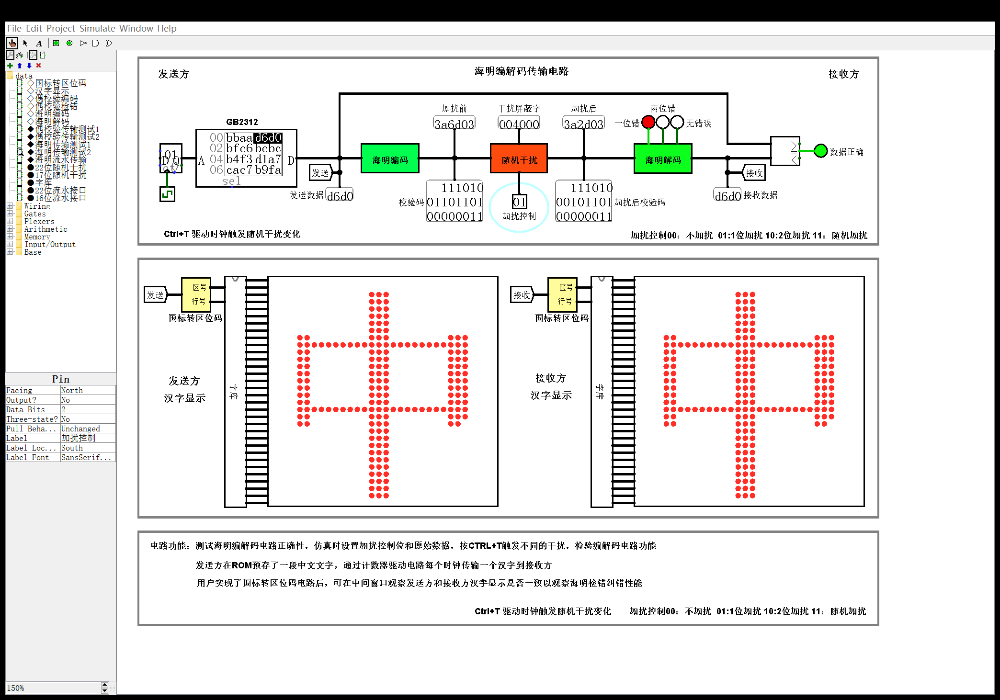 File Edit Project Simulate Window Help
A
data
◇国标转区位码
◇汉字显示
◇偶校验编码
◇偶校验检错
◇海明编码
◇海明解码
◆偶校验传输测试1
◆偶校验传输测试2
◆海明传输测试1
◆海明传输测试2
◆海明流水传输
●22位随机干扰
●17位随机干扰
●字库
●22位流水接口
●16位流水接口
Wiring
Gates
Plexers
Arithmetic
Memory
Input/Output
Base
Pin
Facing North
Output? No
Data Bits 2
Three-state? No
Pull Beha... Unchanged
Label 加扰控制
Label Loc... South
Label Font SansSerif...
150%
发送方
海明编解码传输电路
接收方
加扰前
干扰屏蔽字
加扰后
两位错
3a6d03
004000
3a2d03
一位错
无错误
GB2312
00 bbaa d6d0
02 bfc6 bcbc
04 b4f3 d1a7
06 cac7 b9fa
01
D Q
A
D
sel
海明编码
随机干扰
海明解码
数据正确
发送
接收
发送数据 d6d0
d6d0 接收数据
校验码
111010
01101101
00000011
01
加扰控制
111010
00101101
00000011
加扰后校验码
Ctrl+T 驱动时钟触发随机干扰变化
加扰控制00：不加扰 01:1位加扰 10:2位加扰 11：随机加扰
发送
区号
行号
国标转区位码
字库
发送方
汉字显示
接收
区号
行号
国标转区位码
字库
接收方
汉字显示
电路功能：测试海明编解码电路正确性，仿真时设置加扰控制位和原始数据，按CTRL+T触发不同的干扰，检验编解码电路功能
发送方在ROM预存了一段中文文字，通过计数器驱动电路每个时钟传输一个汉字到接收方
用户实现了国标转区位码电路后，可在中间窗口观察发送方和接收方汉字显示是否一致以观察海明检错纠错性能
Ctrl+T 驱动时钟触发随机干扰变化 加扰控制00：不加扰 01:1位加扰 10:2位加扰 11：随机加扰